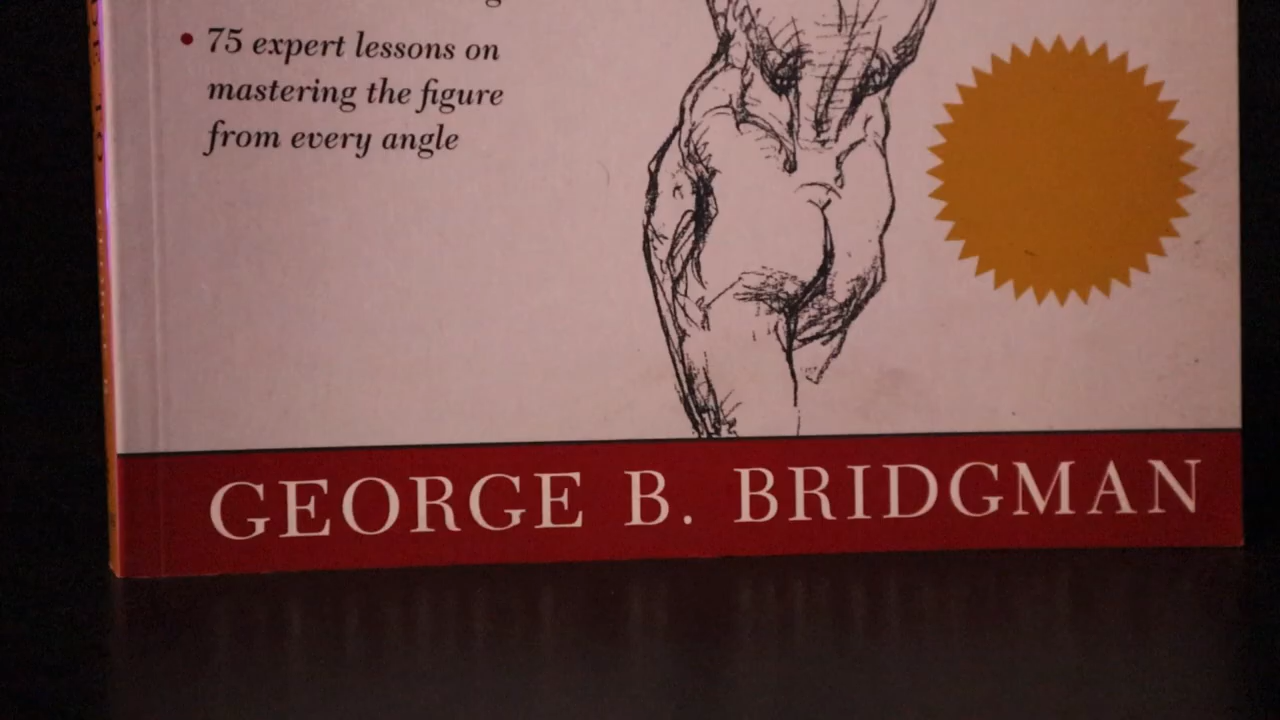 • 75 expert lessons on
mastering the figure
from every angle
GEORGE B. BRIDGMAN